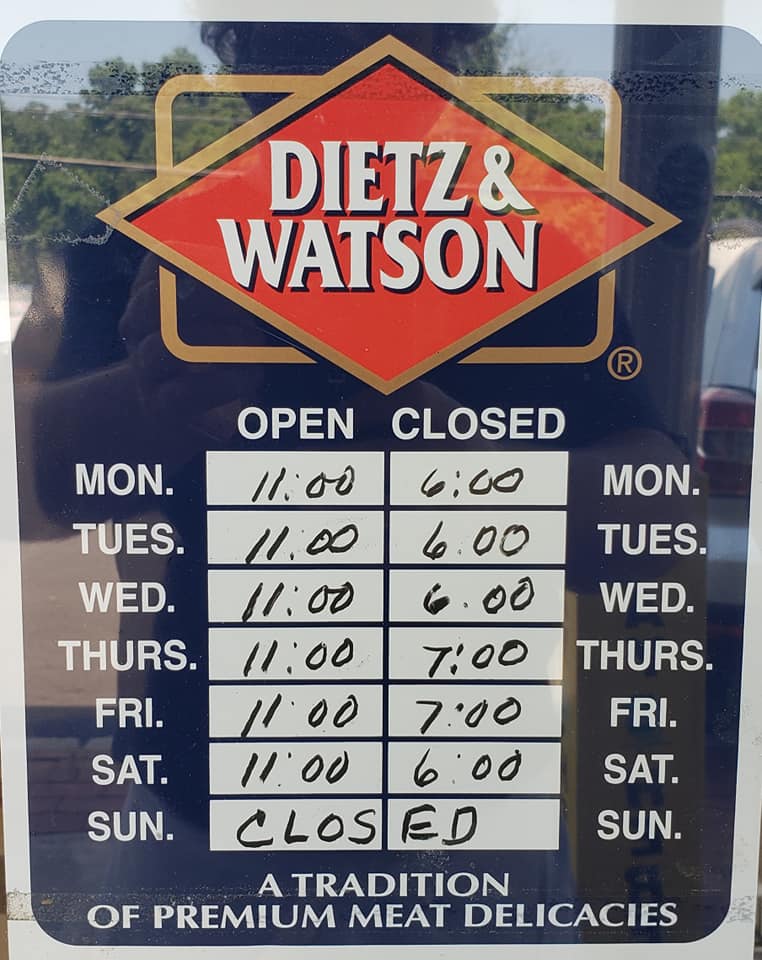 DIETZ &
WATSON
®
OPEN CLOSED
MON. 11:00 6:00 MON.
TUES. 11.00 6.00 TUES.
WED. 11:00 6.00 WED.
THURS. 11:00 7:00 THURS.
FRI. 11:00 7:00 FRI.
SAT. 11:00 6:00 SAT.
SUN. CLOSED SUN.
A TRADITION
OF PREMIUM MEAT DELICACIES